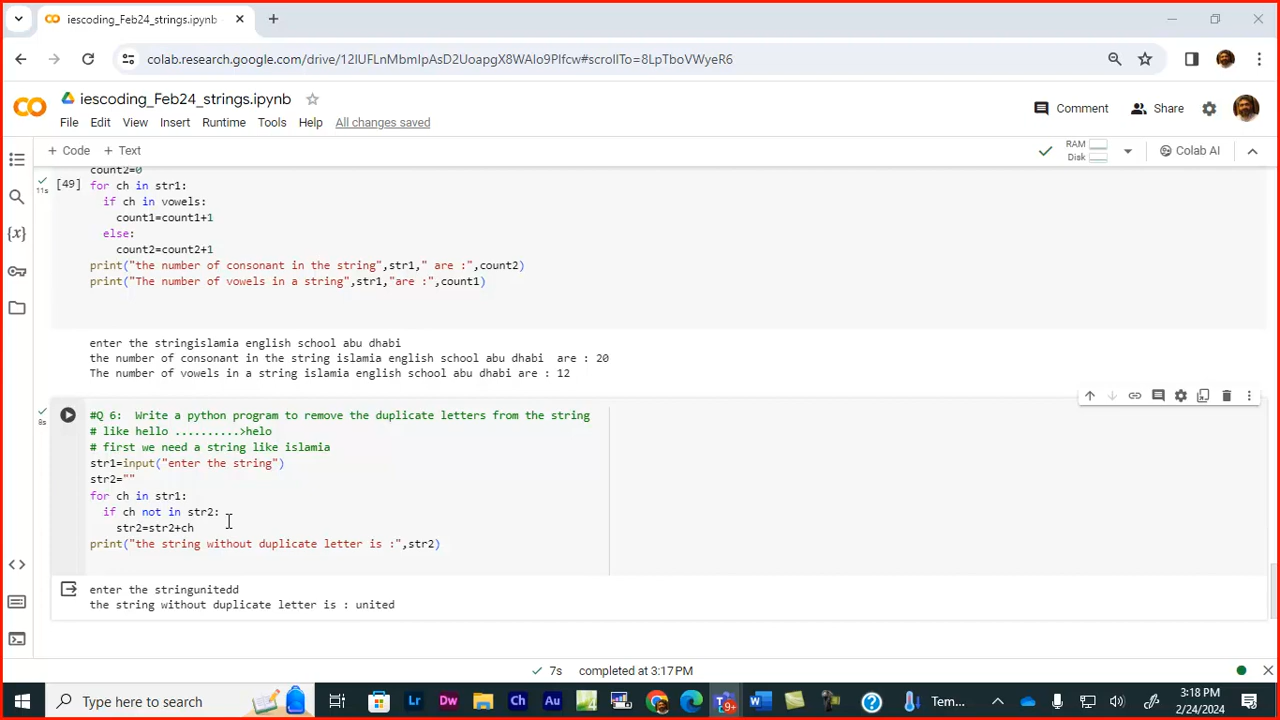 iescoding_Feb24_strings.ipynb
colab.research.google.com/drive/12lUFLnMbmIpAsD2UoapgX8WAIo9PIfcw#scrollTo=8LpTboVWyeR6
iescoding_Feb24_strings.ipynb
Comment
Share
File Edit View Insert Runtime Tools Help All changes saved
+ Code + Text
RAM
Disk
Colab AI
count2=0
11s
[49] for ch in str1:
if ch in vowels:
count1=count1+1
else:
count2=count2+1
print("the number of consonant in the string",str1," are :",count2)
print("The number of vowels in a string",str1,"are :",count1)
enter the stringislamia english school abu dhabi
the number of consonant in the string islamia english school abu dhabi  are : 20
The number of vowels in a string islamia english school abu dhabi are : 12
8s
#Q 6:  Write a python program to remove the duplicate letters from the string
# like hello ..........>helo
# first we need a string like islamia
str1=input("enter the string")
str2=""
for ch in str1:
if ch not in str2:
str2=str2+ch
print("the string without duplicate letter is :",str2)
enter the stringunitedd
the string without duplicate letter is : united
7s completed at 3:17PM
Type here to search
Lr Dw Ch Au
9+
Tem...
3:18 PM
2/24/2024